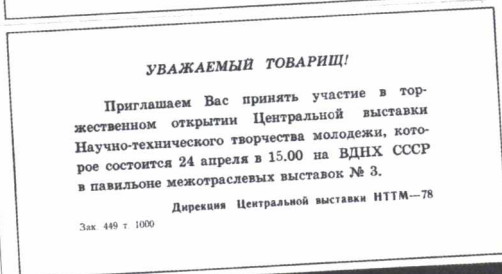 УВАЖАЕМЫЙ ТОВАРИЩ!
Приглашаем Вас принять участие в тор-
жественном открытии Центральной выставки
Научно-технического творчества молодежи, кото-
рое состоится 24 апреля в 15.00 на ВДНХ СССР
в павильоне межотраслевых выставок № 3.
Дирекция Центральной выставки НТТМ—78
Зак 449 т 1000